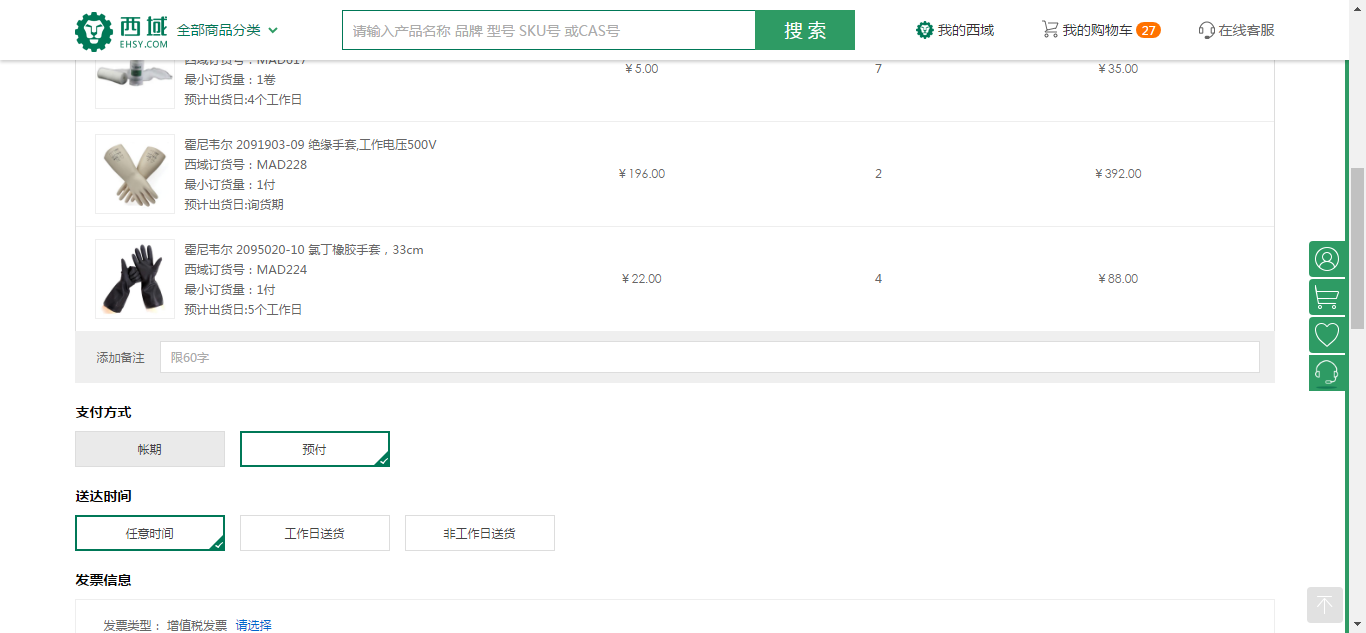 西域
EHSY.COM
全部商品分类
请输入产品名称 品牌 型号 SKU号 或CAS号
搜索
我的西域
我的购物车 27
在线客服
西域订货号：MAD617
最小订货量：1卷
预计出货日:4个工作日
¥5.00
7
¥35.00
霍尼韦尔 2091903-09 绝缘手套,工作电压500V
西域订货号：MAD228
最小订货量：1付
预计出货日:询货期
¥196.00
2
¥392.00
霍尼韦尔 2095020-10 氯丁橡胶手套，33cm
西域订货号：MAD224
最小订货量：1付
预计出货日:5个工作日
¥22.00
4
¥88.00
添加备注
限60字
支付方式
帐期
预付
送达时间
任意时间
工作日送货
非工作日送货
发票信息
发票类型： 增值税发票 请选择